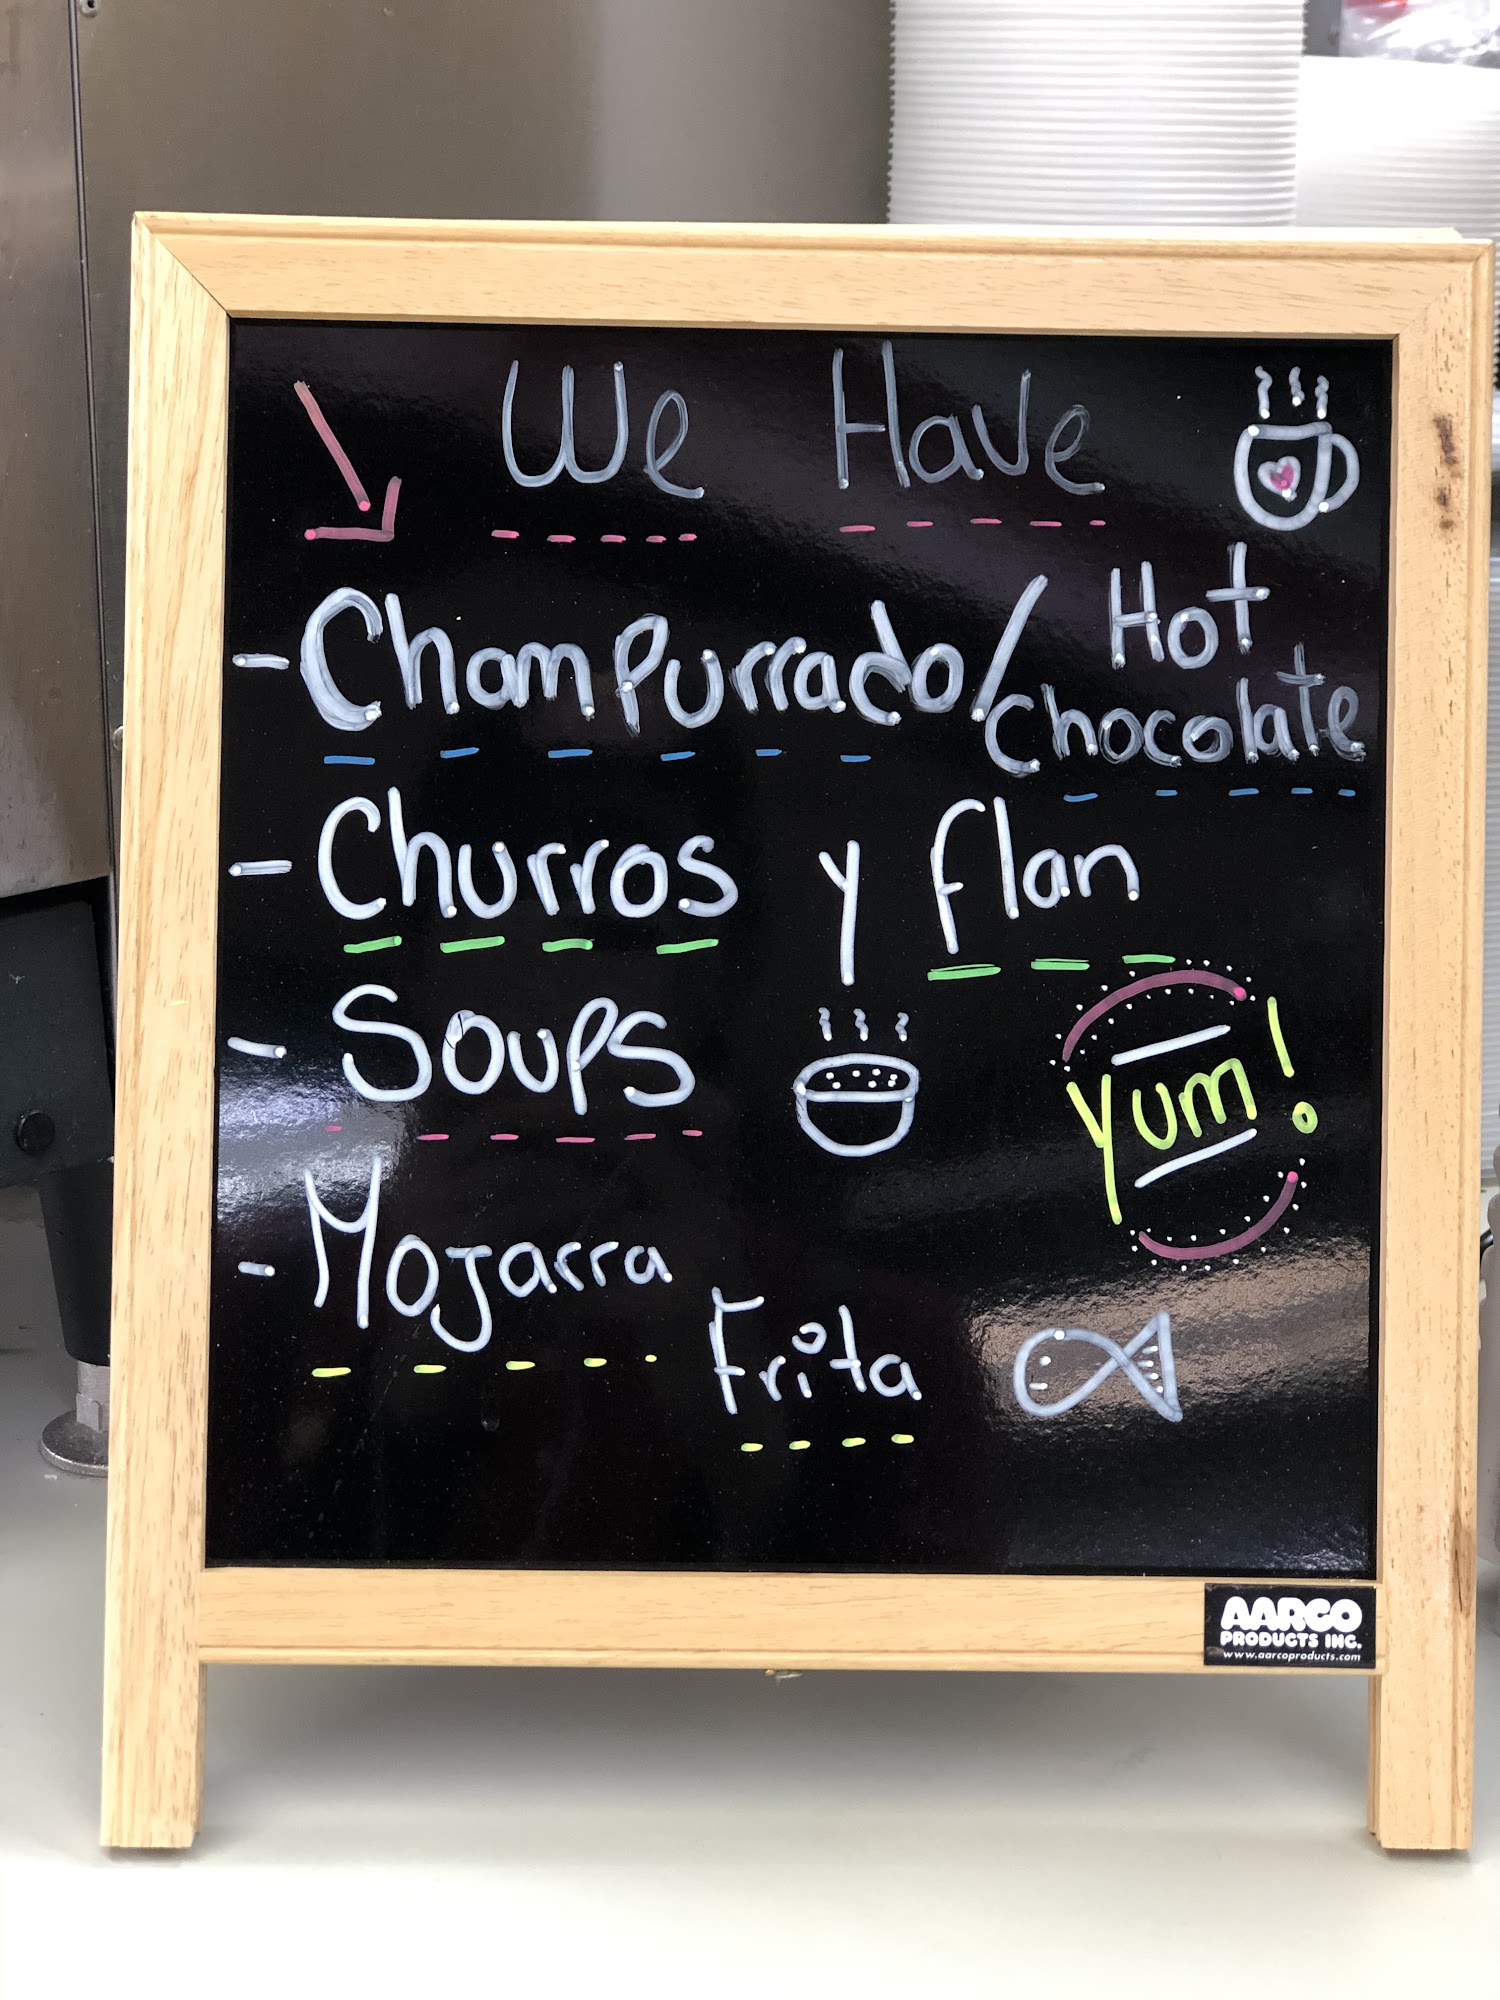 We Have
- Champurrado/ Hot Chocolate
- Churros y flan
- Soups
Yum!
- Mojarra
Frita
AARCO
PRODUCTS INC.
www.aarcoproducts.com